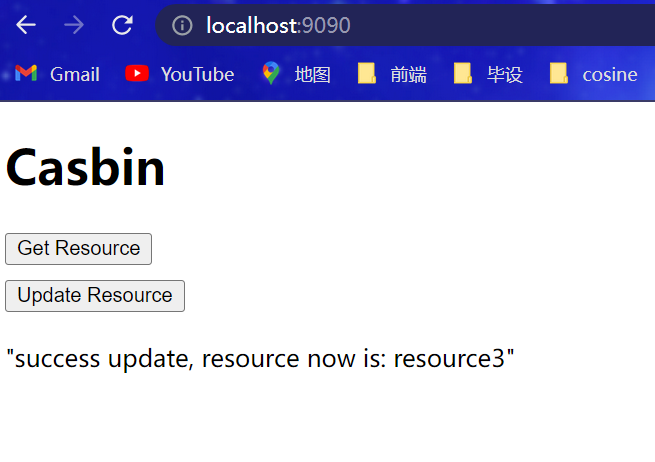 localhost:9090
Gmail YouTube 地图 前端 毕设 cosine
Casbin
Get Resource
Update Resource
"success update, resource now is: resource3"